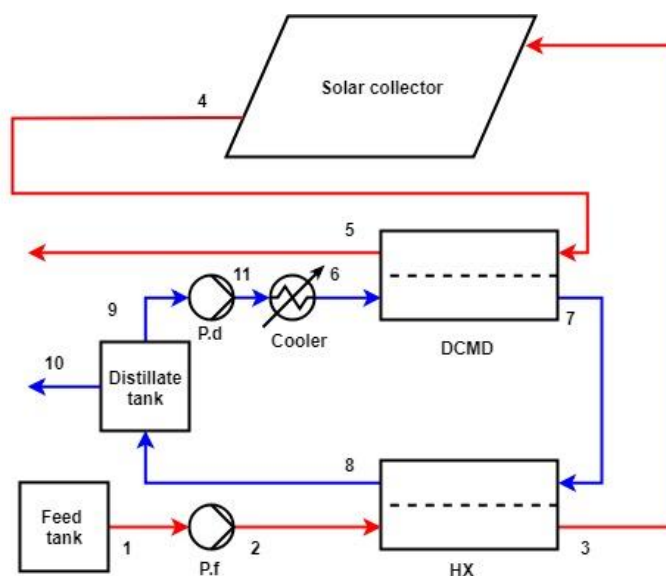 Solar collector
4
5
11
6
9
P.d
Cooler
7
DCMD
10
Distillate
tank
8
Feed
tank
1
2
3
P.f
HX